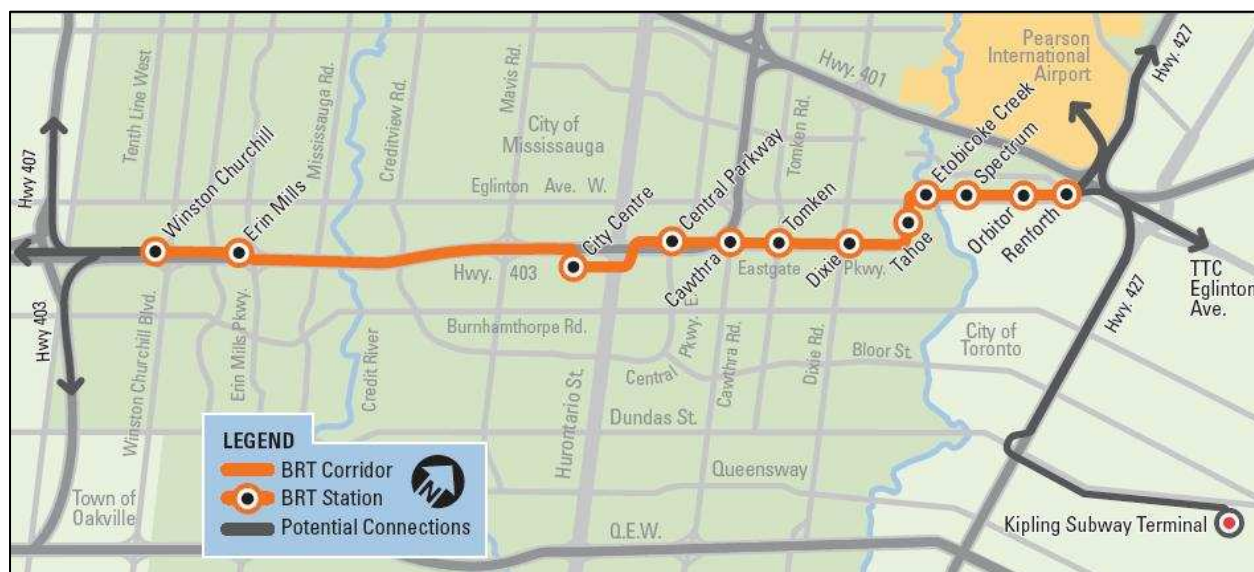 Pearson
International
Airport
Hwy. 427
Hwy. 401
Tenth Line West
Mississauga Rd.
Creditview Rd.
Mavis Rd.
City of
Mississauga
Tomken Rd.
Hwy 407
Winston Churchill
Erin Mills
Eglinton Ave. W.
City Centre
Central Parkway
Cawthra
Tomken
Dixie
Tahoe
Etobicoke Creek
Spectrum
Orbitor
Renforth
Hwy. 403
Eastgate Pkwy.
TTC
Eglinton
Ave.
Hwy. 427
Hwy 403
Winston Churchill Blvd.
Erin Mills Pkwy.
Credit River
Burnhamthorpe Rd.
Hurontario St.
Central Pkwy. E.
Cawthra Rd.
Dixie Rd.
Bloor St.
City of
Toronto
Dundas St.
Queensway
Q.E.W.
Town of
Oakville
Kipling Subway Terminal
LEGEND
BRT Corridor
BRT Station
Potential Connections
N